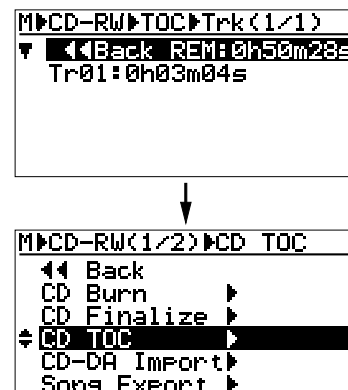 M▶CD-RW▶TOC▶Trk(1/1)
▼ ◀◀Back REM:0h50m28s
Tr01:0h03m04s
M▶CD-RW(1/2)▶CD TOC
◀◀ Back
CD Burn ▶
CD Finalize ▶
CD TOC ▶
CD-DA Import▶
Song Export ▶